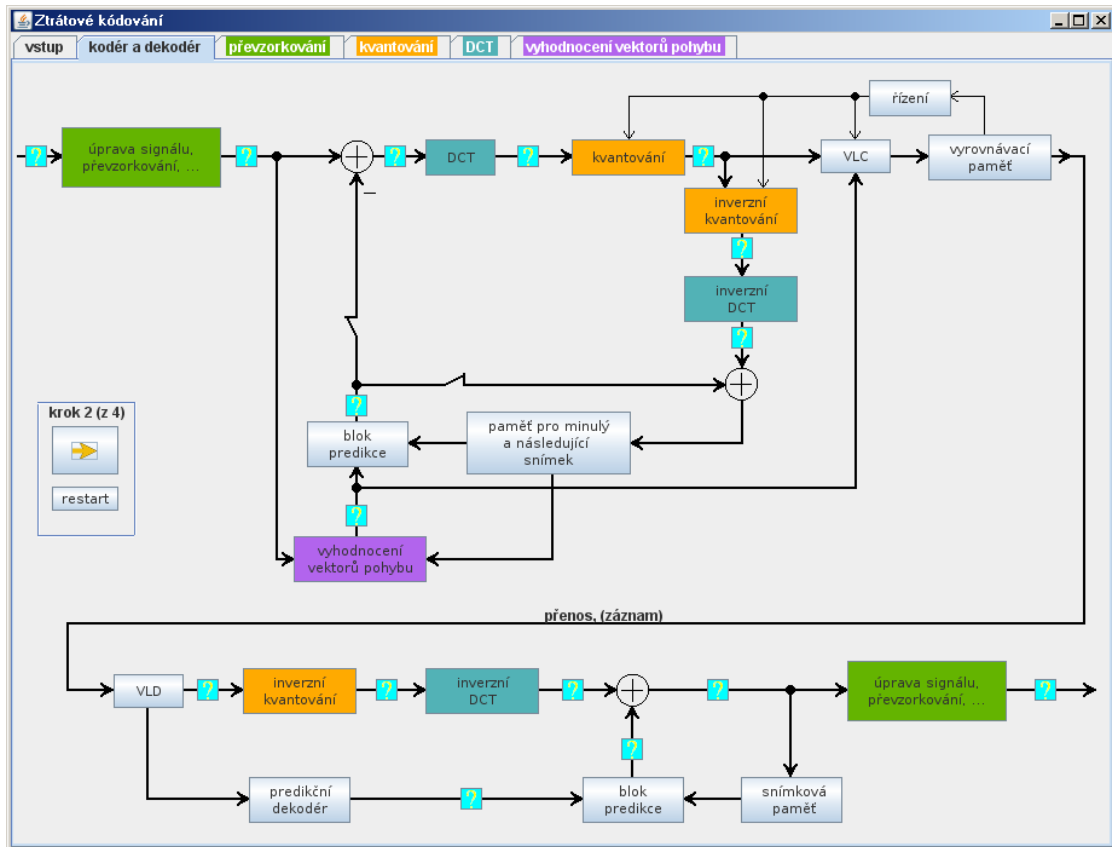 Ztrátové kódování
vstup
kodér a dekodér
převzorkování
kvantování
DCT
vyhodnocení vektorů pohybu
řízení
?
úprava signálu,
převzorkování, ...
?
?
DCT
?
kvantování
?
VLC
vyrovnávací
paměť
–
inverzní
kvantování
?
inverzní
DCT
?
krok 2 (z 4)
restart
?
blok
predikce
paměť pro minulý
a následující
snímek
?
vyhodnocení
vektorů pohybu
přenos, (záznam)
VLD
?
inverzní
kvantování
?
inverzní
DCT
?
?
úprava signálu,
převzorkování, ...
?
?
predikční
dekodér
?
blok
predikce
snímková
paměť